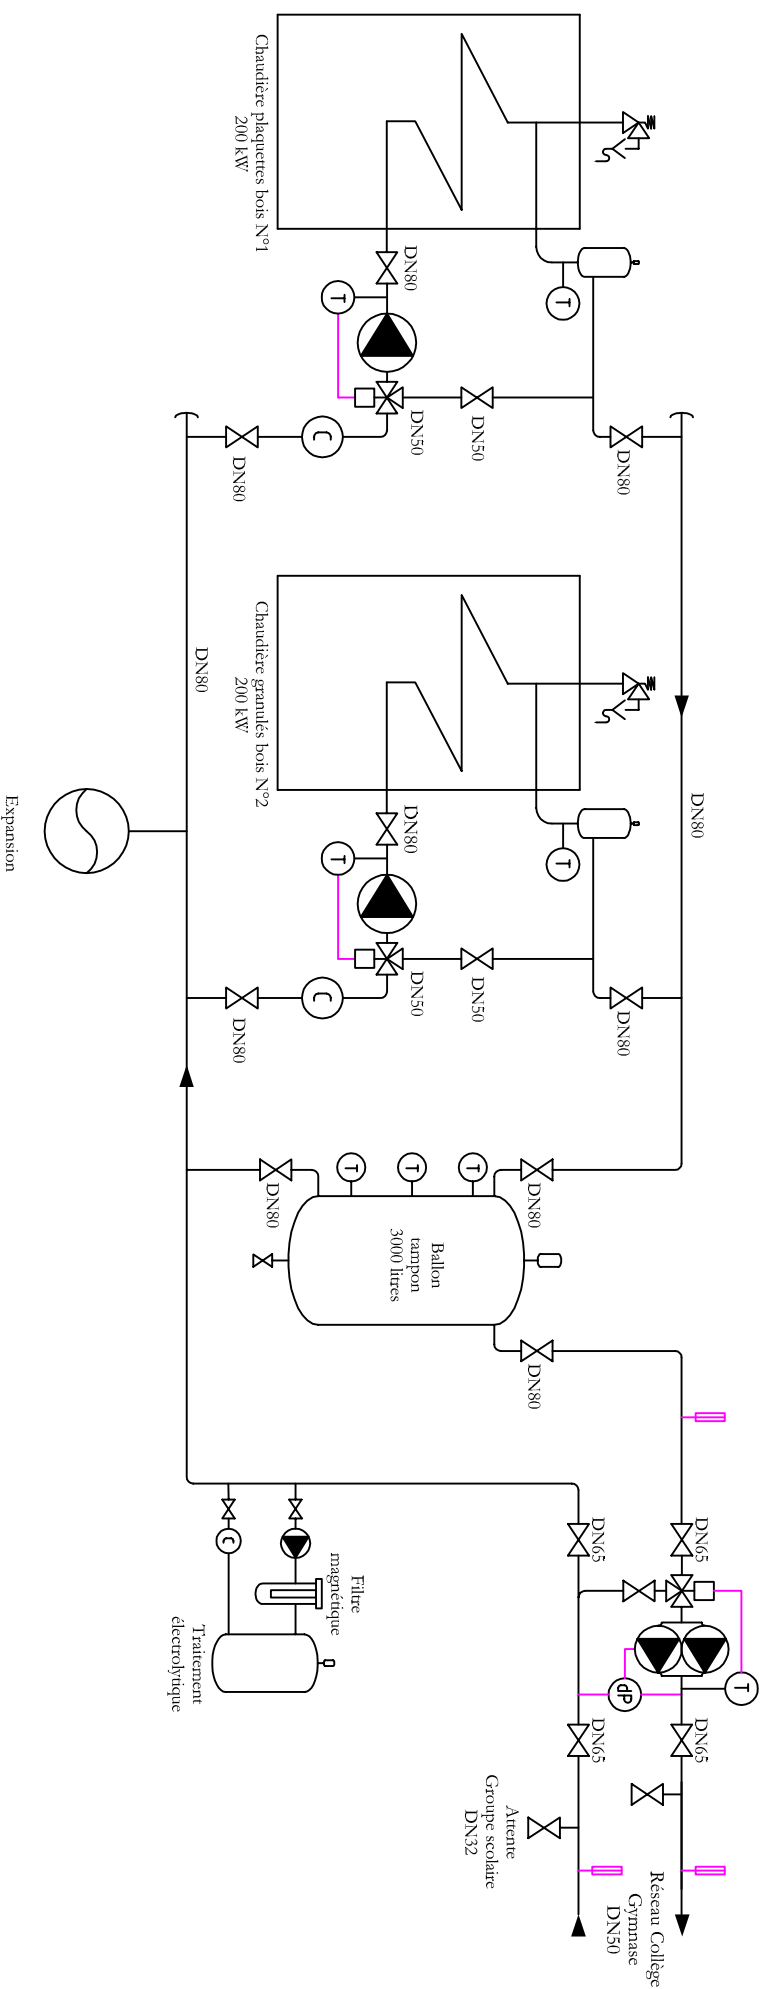 Chaudière plaquettes bois N°1
200 kW
DN80
T
T
DN50
DN50
DN80
C
DN80
DN80
Chaudière granulés bois N°2
200 kW
DN80
DN80
T
T
DN50
DN50
DN80
C
DN80
Expansion
T
T
T
DN80
DN80
Ballon
tampon
3000 litres
DN80
DN65
DN65
C
Filtre
magnétique
Traitement
électrolytique
T
dP
DN65
DN65
Attente
Groupe scolaire
DN32
Réseau Collège
Gymnase
DN50